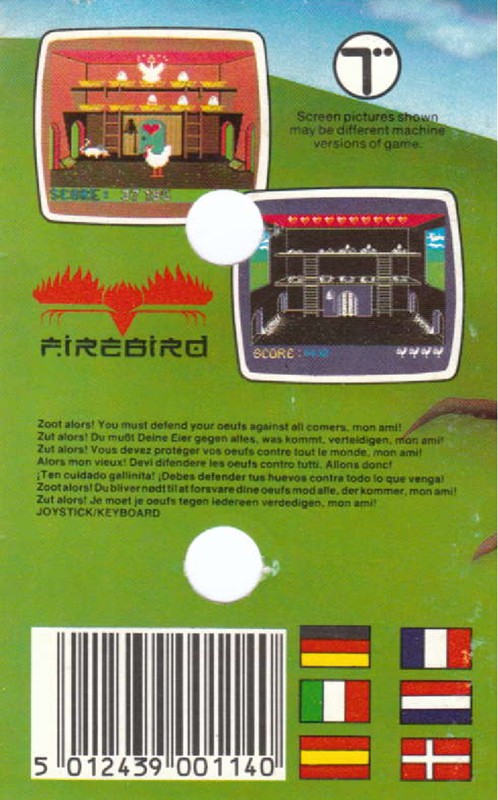 Screen pictures shown
may be different machine
versions of game.
SCORE:
SCORE:
FIREBIRD
Zoot alors! You must defend your oeufs against all comers, mon ami!
Zut alors! Du mußt Deine Eier gegen alles, was kommt, verteidigen, mon ami!
Zut alors! Vous devez protéger vos oeufs contre tout le monde, mon ami!
Alors mon vieux! Devi difendere les oeufs contro tutti. Allons donc!
¡Ten cuidado gallinita! ¡Debes defender tus huevos contra todo lo que venga!
Zoot alors! Du bliver nødt til at forsvare dine oeufs mod alle, der kommer, mon ami!
Zut alors! Je moet je oeufs tegen iedereen verdedigen, mon ami!
JOYSTICK/KEYBOARD
5 012439 001140